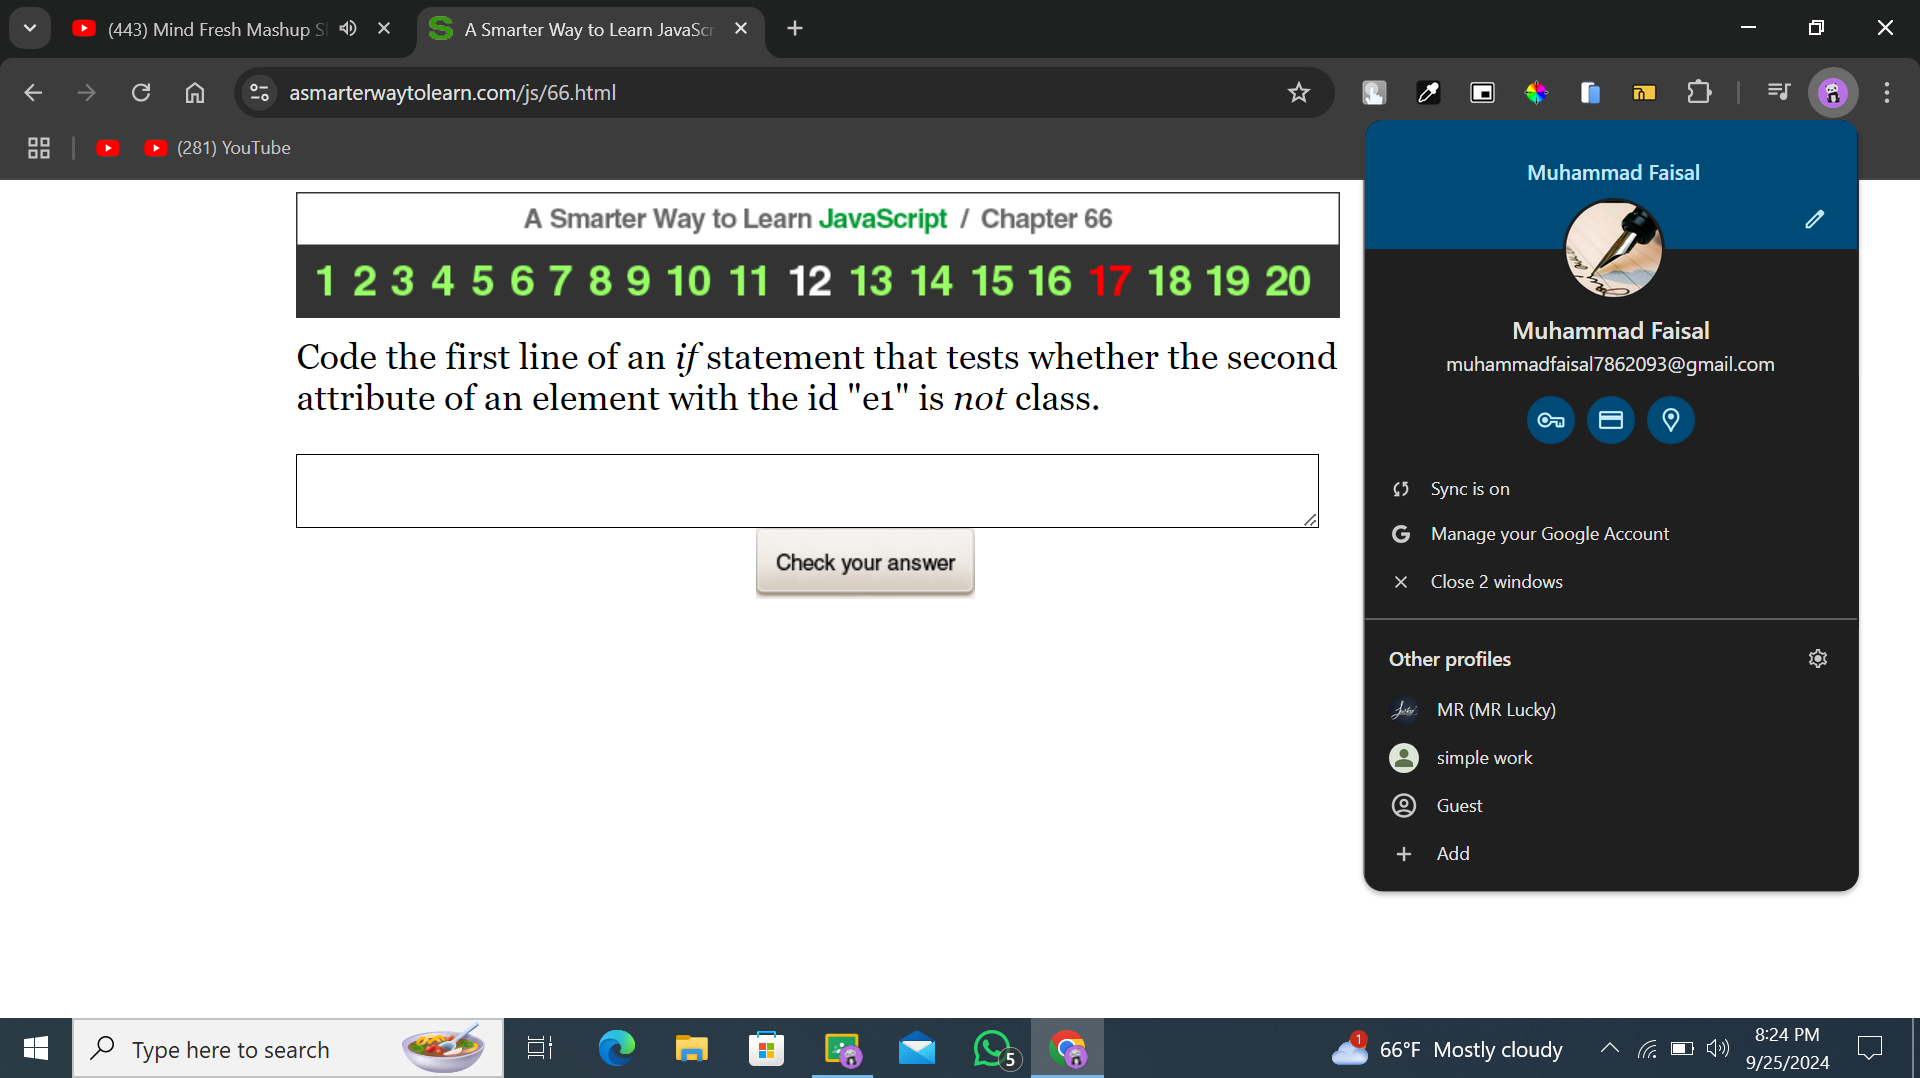 (443) Mind Fresh Mashup S
A Smarter Way to Learn JavaScr
asmarterwaytolearn.com/js/66.html
(281) YouTube
A Smarter Way to Learn JavaScript / Chapter 66
1 2 3 4 5 6 7 8 9 10 11 12 13 14 15 16 17 18 19 20
Code the first line of an if statement that tests whether the second
attribute of an element with the id "e1" is not class.
Check your answer
Muhammad Faisal
Muhammad Faisal
muhammadfaisal7862093@gmail.com
Sync is on
Manage your Google Account
Close 2 windows
Other profiles
MR (MR Lucky)
simple work
Guest
Add
Type here to search
5
1
66°F Mostly cloudy
8:24 PM
9/25/2024